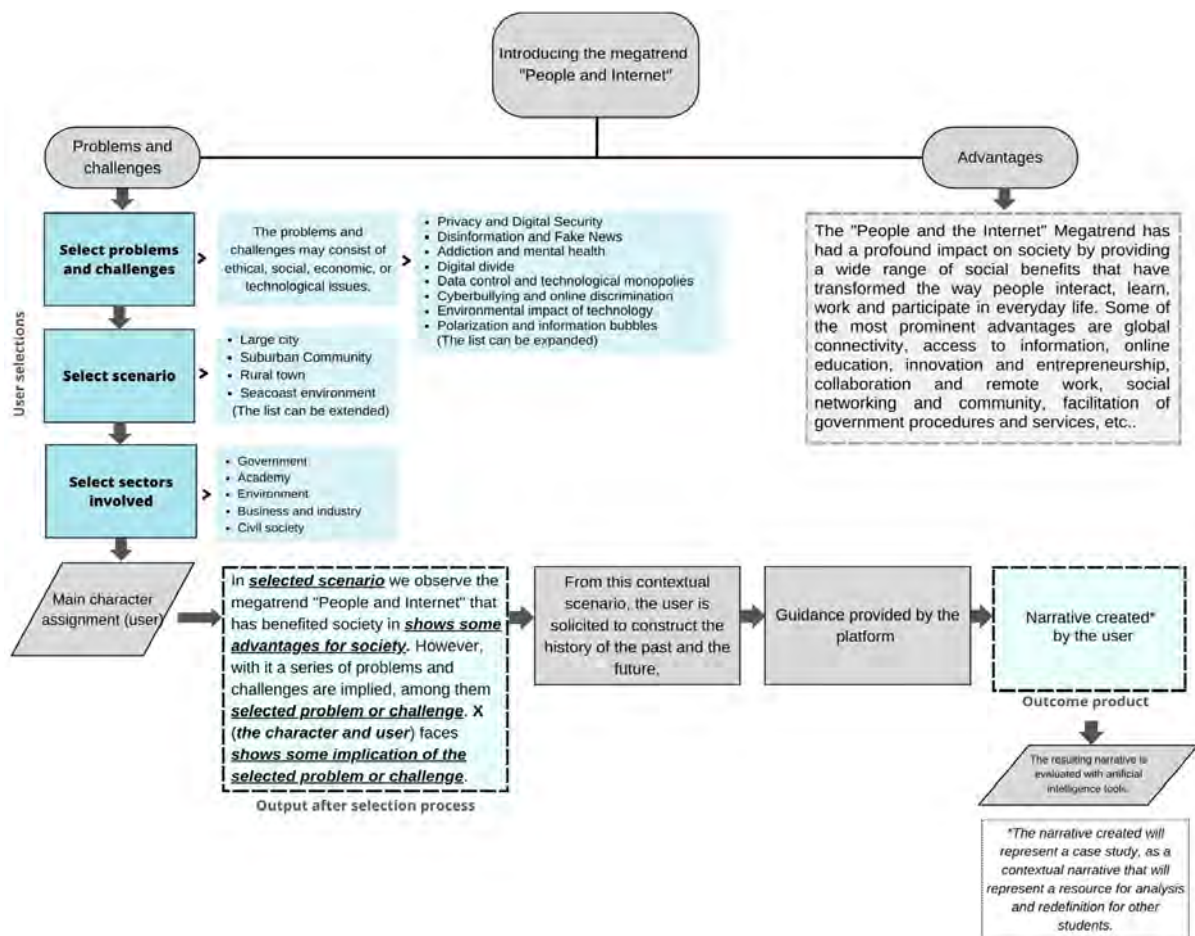 Introducing the megatrend
"People and Internet"
Problems and
challenges
Advantages
User selections
Select problems
and challenges
The problems and
challenges may consist of
ethical, social, economic, or
technological issues.
• Privacy and Digital Security
• Disinformation and Fake News
• Addiction and mental health
• Digital divide
• Data control and technological monopolies
• Cyberbullying and online discrimination
• Environmental impact of technology
• Polarization and information bubbles
(The list can be expanded)
Select scenario
• Large city
• Suburban Community
• Rural town
• Seacoast environment
(The list can be extended)
Select sectors
involved
• Government
• Academy
• Environment
• Business and industry
• Civil society
The "People and the Internet" Megatrend has
had a profound impact on society by providing
a wide range of social benefits that have
transformed the way people interact, learn,
work and participate in everyday life. Some of
the most prominent advantages are global
connectivity, access to information, online
education, innovation and entrepreneurship,
collaboration and remote work, social
networking and community, facilitation of
government procedures and services, etc..
Main character
assignment (user)
In selected scenario we observe the
megatrend "People and Internet" that
has benefited society in shows some
advantages for society. However,
with it a series of problems and
challenges are implied, among them
selected problem or challenge. X
(the character and user) faces
shows some implication of the
selected problem or challenge.
Output after selection process
From this contextual
scenario, the user is
solicited to construct the
history of the past and the
future,
Guidance provided by the
platform
Narrative created*
by the user
Outcome product
The resulting narrative is
evaluated with artificial
intelligence tools.
*The narrative created will
represent a case study, as a
contextual narrative that will
represent a resource for analysis
and redefinition for other
students.